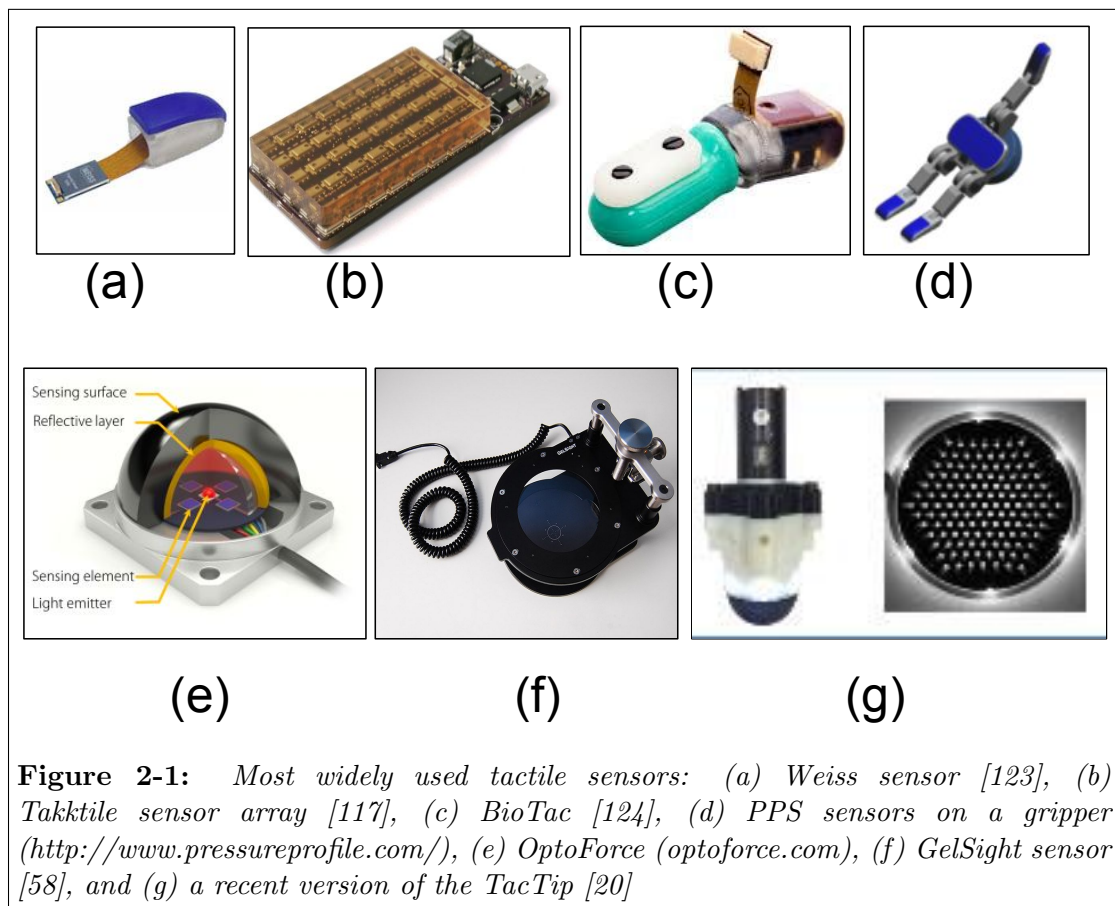 (a)
(b)
(c)
(d)
Sensing surface
Reflective layer
Sensing element
Light emitter
GELSIGHT
(e)
(f)
(g)
Figure 2-1: Most widely used tactile sensors: (a) Weiss sensor [123], (b)
Takktile sensor array [117], (c) BioTac [124], (d) PPS sensors on a gripper
(http://www.pressureprofile.com/), (e) OptoForce (optoforce.com), (f) GelSight sensor
[58], and (g) a recent version of the TacTip [20]